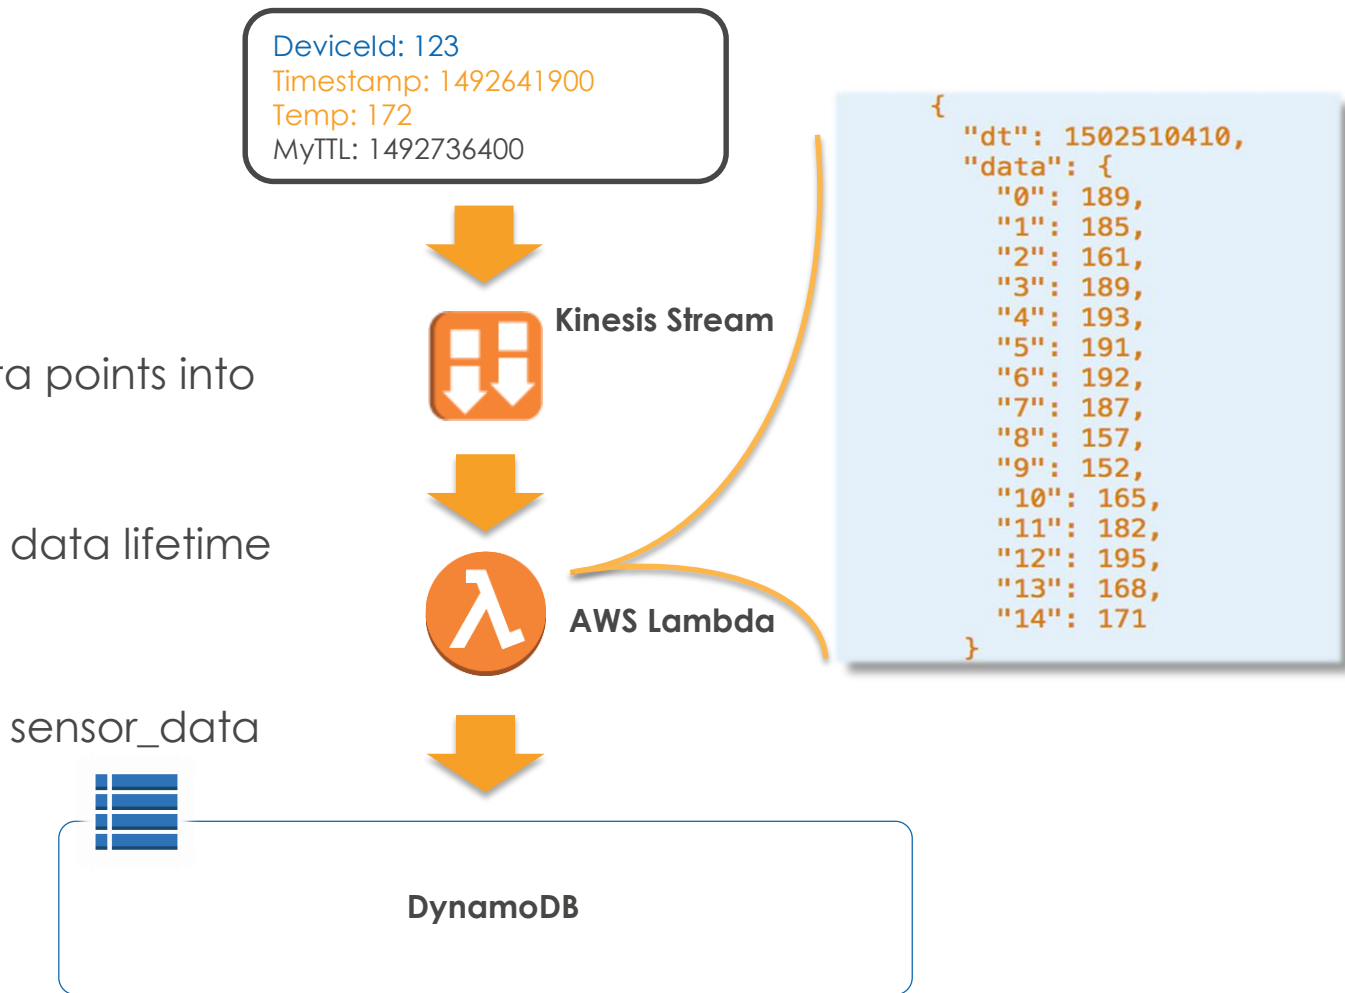 DeviceId: 123
Timestamp: 1492641900
Temp: 172
MyTTL: 1492736400
{
"dt": 1502510410,
"data": {
"0": 189,
"1": 185,
"2": 161,
"3": 189,
"4": 193,
"5": 191,
"6": 192,
"7": 187,
"8": 157,
"9": 152,
"10": 165,
"11": 182,
"12": 195,
"13": 168,
"14": 171
}
Kinesis Stream
points into
data lifetime
AWS Lambda
sensor_data
DynamoDB